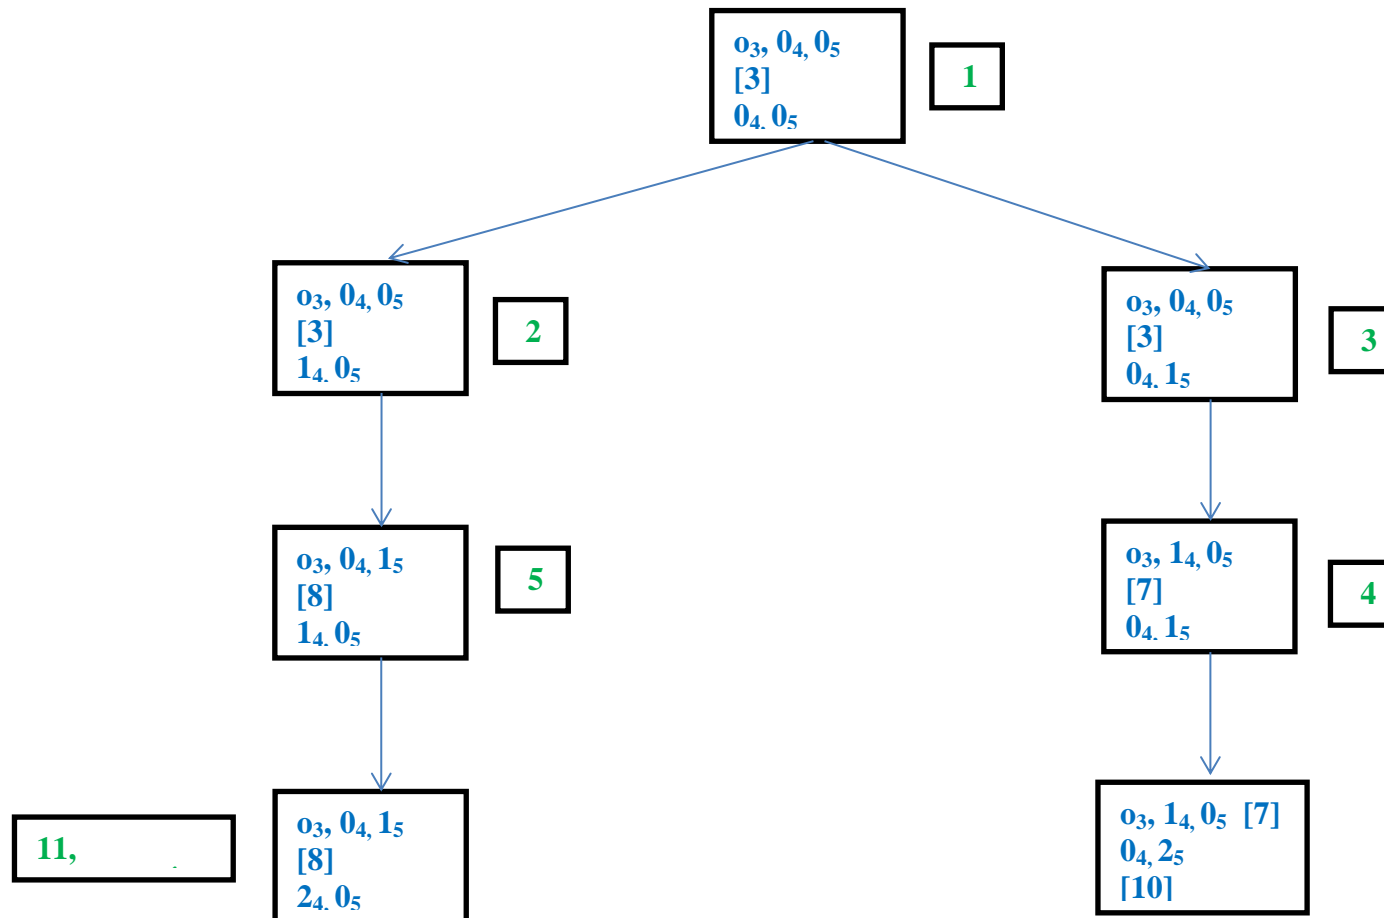 o₃, 0₄, 0₅
[3]
0₄, 0₅
1
o₃, 0₄, 0₅
[3]
1₄, 0₅
2
o₃, 0₄, 0₅
[3]
0₄, 1₅
3
o₃, 0₄, 1₅
[8]
1₄, 0₅
5
o₃, 1₄, 0₅
[7]
0₄, 1₅
4
11,
o₃, 0₄, 1₅
[8]
2₄, 0₅
o₃, 1₄, 0₅ [7]
0₄, 2₅
[10]